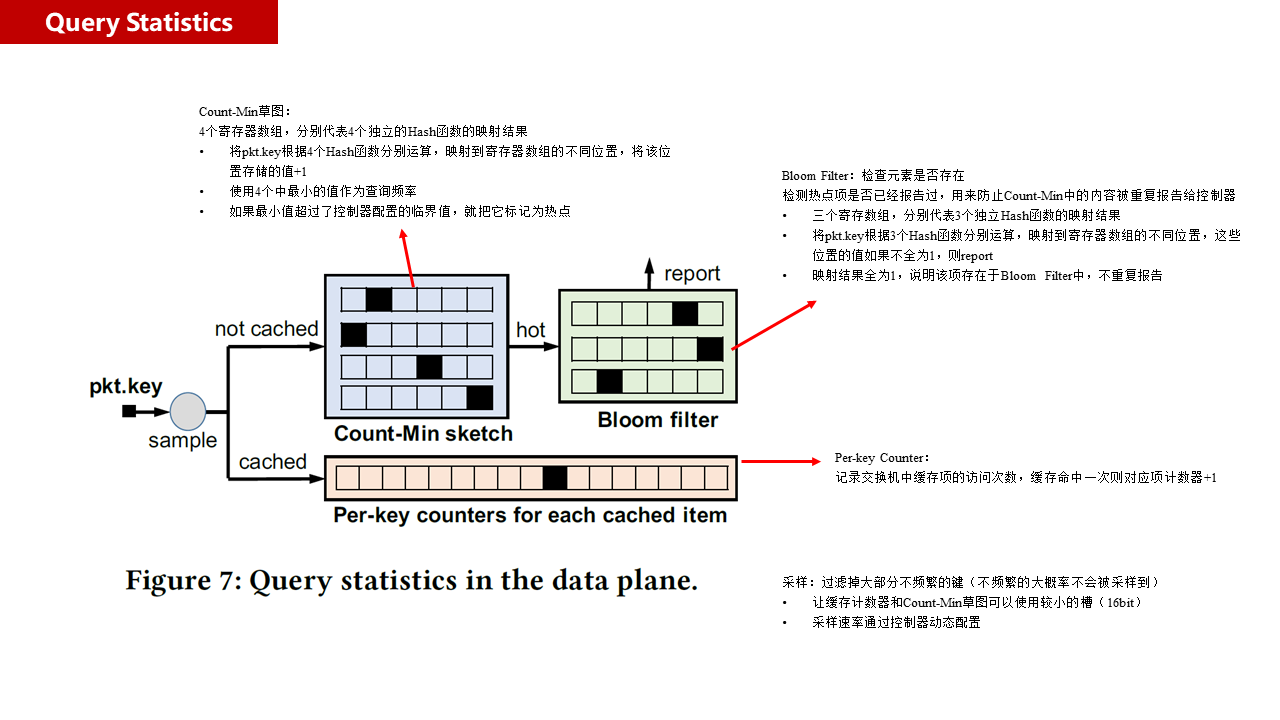 Query Statistics
Count-Min草图：
4个寄存器数组，分别代表4个独立的Hash函数的映射结果
• 将pkt.key根据4个Hash函数分别运算，映射到寄存器数组的不同位置，将该位
置存储的值+1
• 使用4个中最小的值作为查询频率
• 如果最小值超过了控制器配置的临界值，就把它标记为热点
Bloom Filter：检查元素是否存在
检测热点项是否已经报告过，用来防止Count-Min中的内容被重复报告给控制器
• 三个寄存数组，分别代表3个独立Hash函数的映射结果
• 将pkt.key根据3个Hash函数分别运算，映射到寄存器数组的不同位置，这些
位置的值如果不全为1，则report
• 映射结果全为1，说明该项存在于Bloom Filter中，不重复报告
report
not cached
hot
pkt.key
sample
Count-Min sketch
Bloom filter
cached
Per-key counters for each cached item
Per-key Counter：
记录交换机中缓存项的访问次数，缓存命中一次则对应项计数器+1
Figure 7: Query statistics in the data plane.
采样：过滤掉大部分不频繁的键（不频繁的大概率不会被采样到）
• 让缓存计数器和Count-Min草图可以使用较小的槽（16bit）
• 采样速率通过控制器动态配置